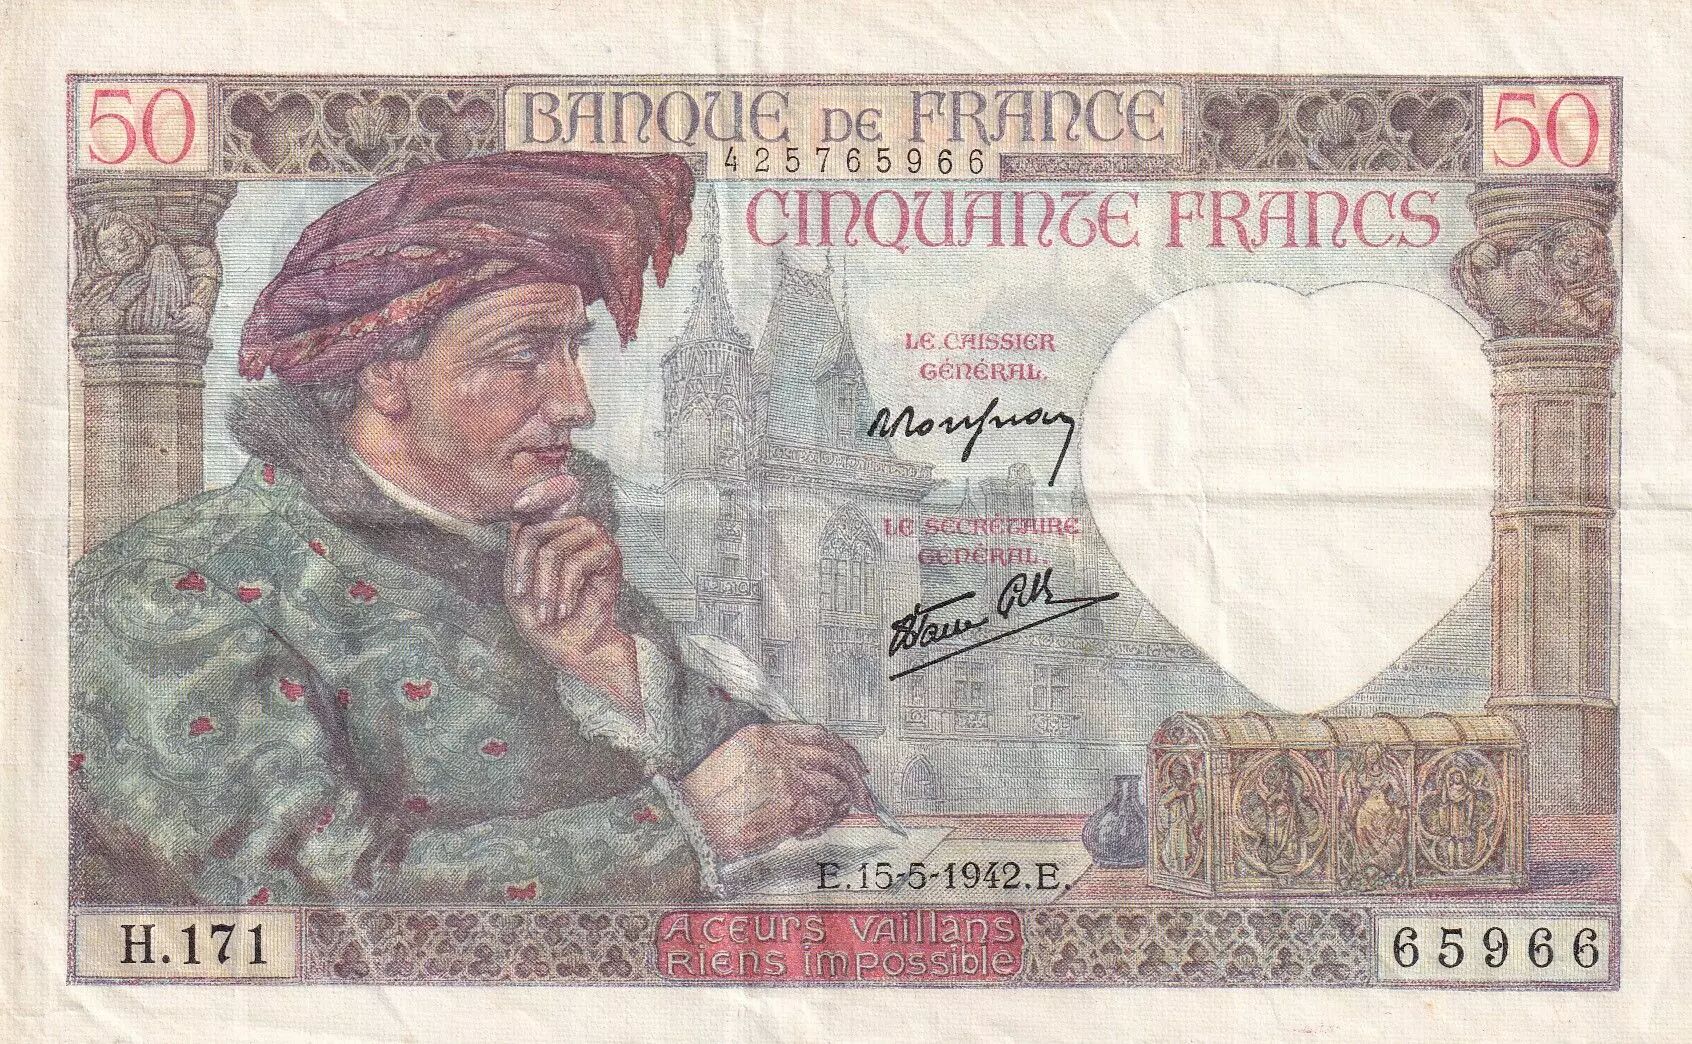 50 BANQUE DE FRANCE 50
425765966
CINQUANTE FRANCS
LE CAISSIER
GÉNÉRAL.
LE SECRÉTAIRE
GÉNÉRAL.
E.15-5-1942.E.
H.171
A CEURS VAILLANS
RIENS IMPOSSIBLE
65966